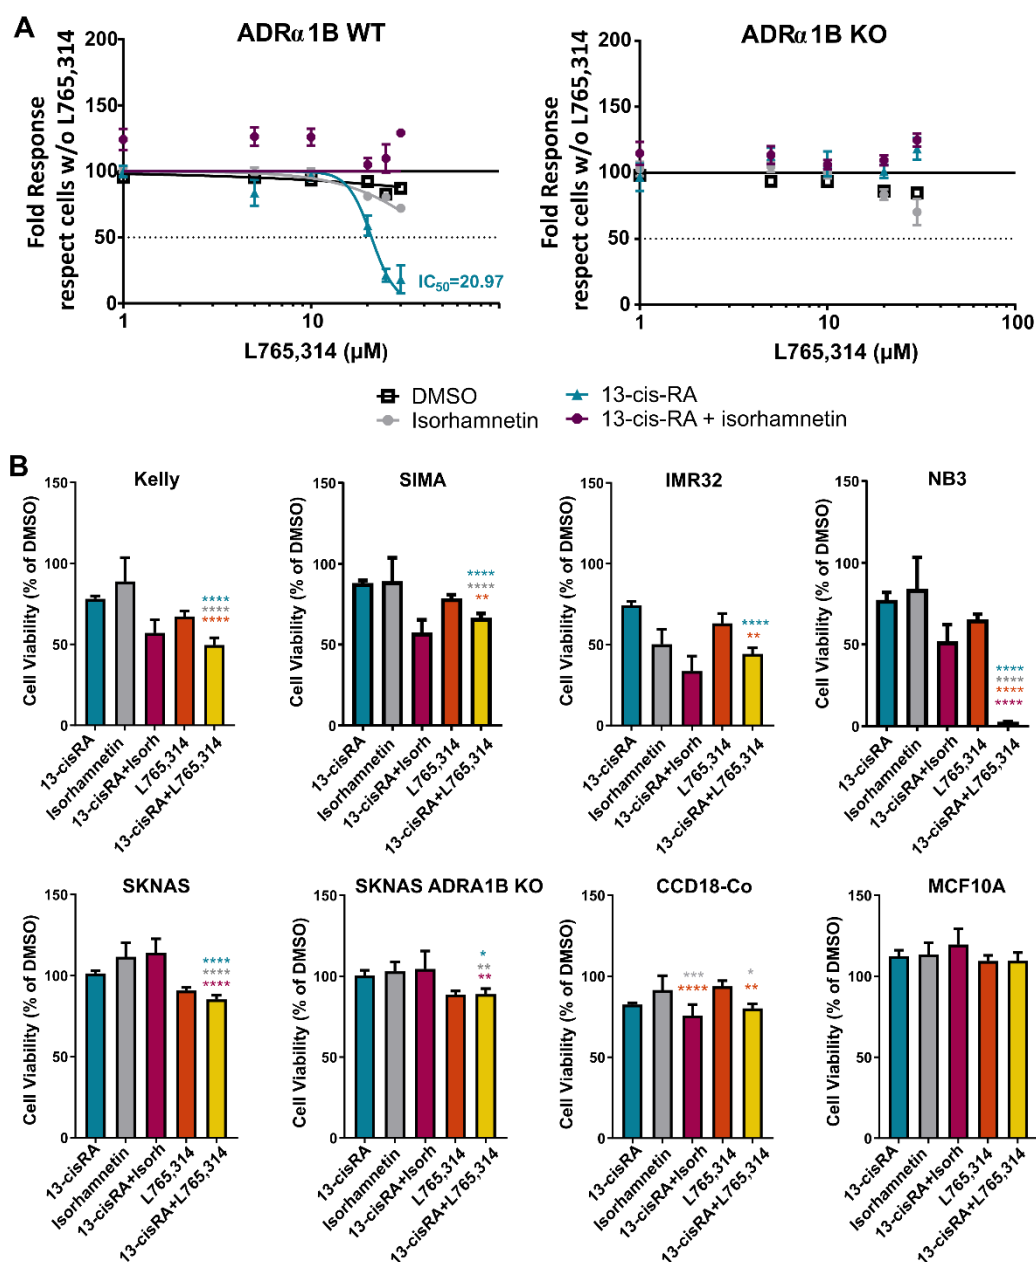 A
ADRα1B WT
ADRα1B KO
Fold Response
respect cells w/o L765,314
200
150
100
50
0
1
10
IC50=20.97
L765,314 (µM)
Fold Response
respect cells w/o L765,314
200
150
100
50
0
1
10
100
L765,314 (µM)
DMSO
Isorhamnetin
13-cis-RA
13-cis-RA + isorhamnetin
B
Kelly
Cell Viability (% of DMSO)
150
100
50
0
****
****
****
13-cisRA
Isorhamnetin
13-cisRA+Isorh
L765,314
13-cisRA+L765,314
SIMA
Cell Viability (% of DMSO)
150
100
50
0
****
****
**
13-cisRA
Isorhamnetin
13-cisRA+Isorh
L765,314
13-cisRA+L765,314
IMR32
Cell Viability (% of DMSO)
150
100
50
0
****
**
13-cisRA
Isorhamnetin
13-cisRA+Isorh
L765,314
13-cisRA+L765,314
NB3
Cell Viability (% of DMSO)
150
100
50
0
****
****
****
****
13-cisRA
Isorhamnetin
13-cisRA+Isorh
L765,314
13-cisRA+L765,314
SKNAS
Cell Viability (% of DMSO)
150
100
50
0
****
****
****
13-cisRA
Isorhamnetin
13-cisRA+Isorh
L765,314
13-cisRA+L765,314
SKNAS ADRA1B KO
Cell Viability (% of DMSO)
150
100
50
0
*
**
**
13-cisRA
Isorhamnetin
13-cisRA+Isorh
L765,314
13-cisRA+L765,314
CCD18-Co
Cell Viability (% of DMSO)
150
100
50
0
***
****
*
**
13-cisRA
Isorhamnetin
13-cisRA+Isorh
L765,314
13-cisRA+L765,314
MCF10A
Cell Viability (% of DMSO)
150
100
50
0
13-cisRA
Isorhamnetin
13-cisRA+Isorh
L765,314
13-cisRA+L765,314